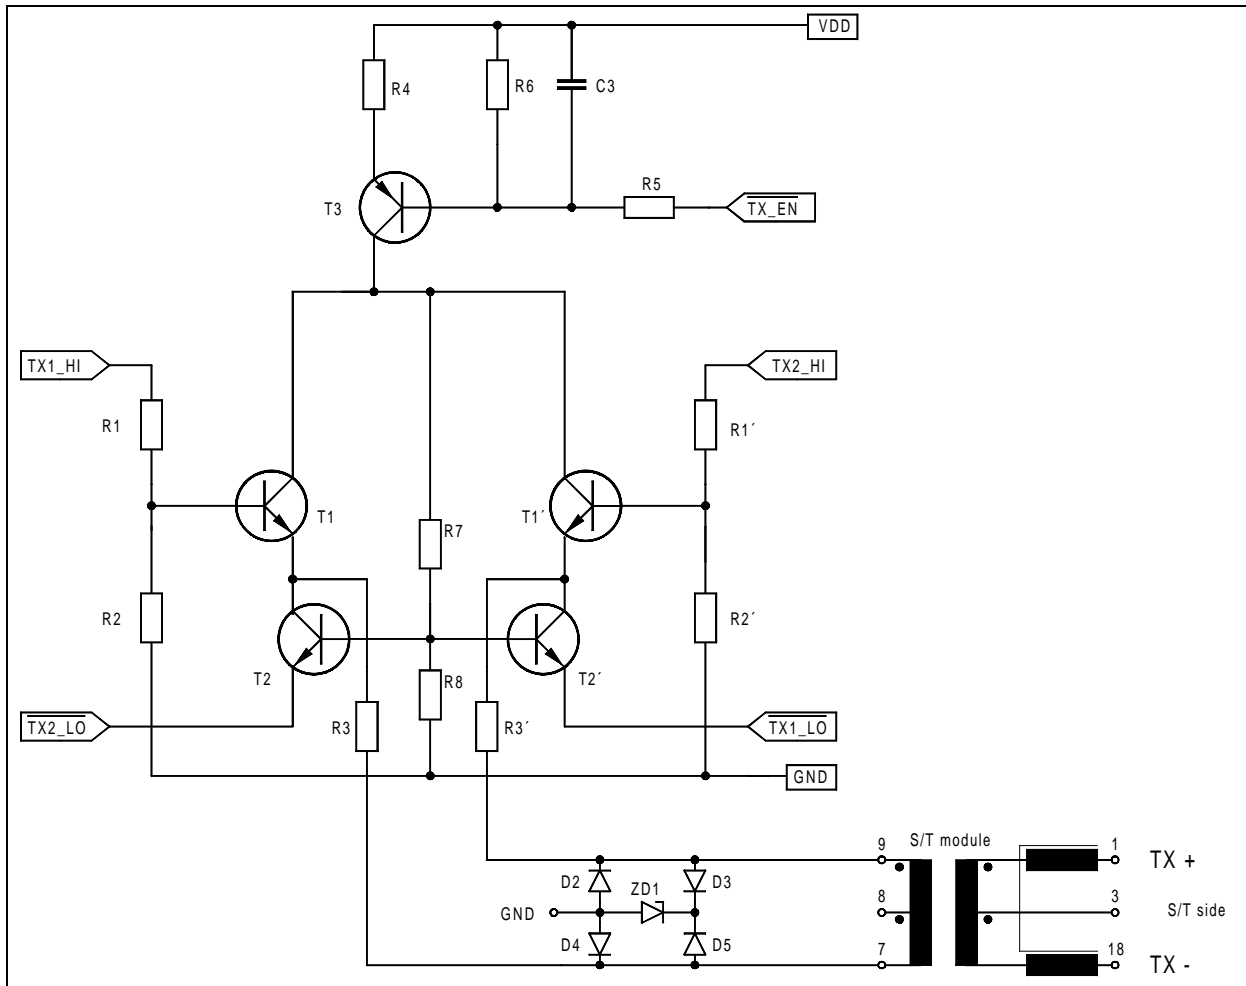 VDD
R4
R6
C3
R5
T3
TX_EN
TX1_HI
TX2_HI
R1
R1´
T1
T1´
R7
R2
R2´
T2
R8
T2´
TX2_LO
R3
R3´
TX1_LO
GND
S/T module
9
1
TX +
D2
ZD1
D3
GND
8
3
S/T side
D4
D5
7
18
TX -